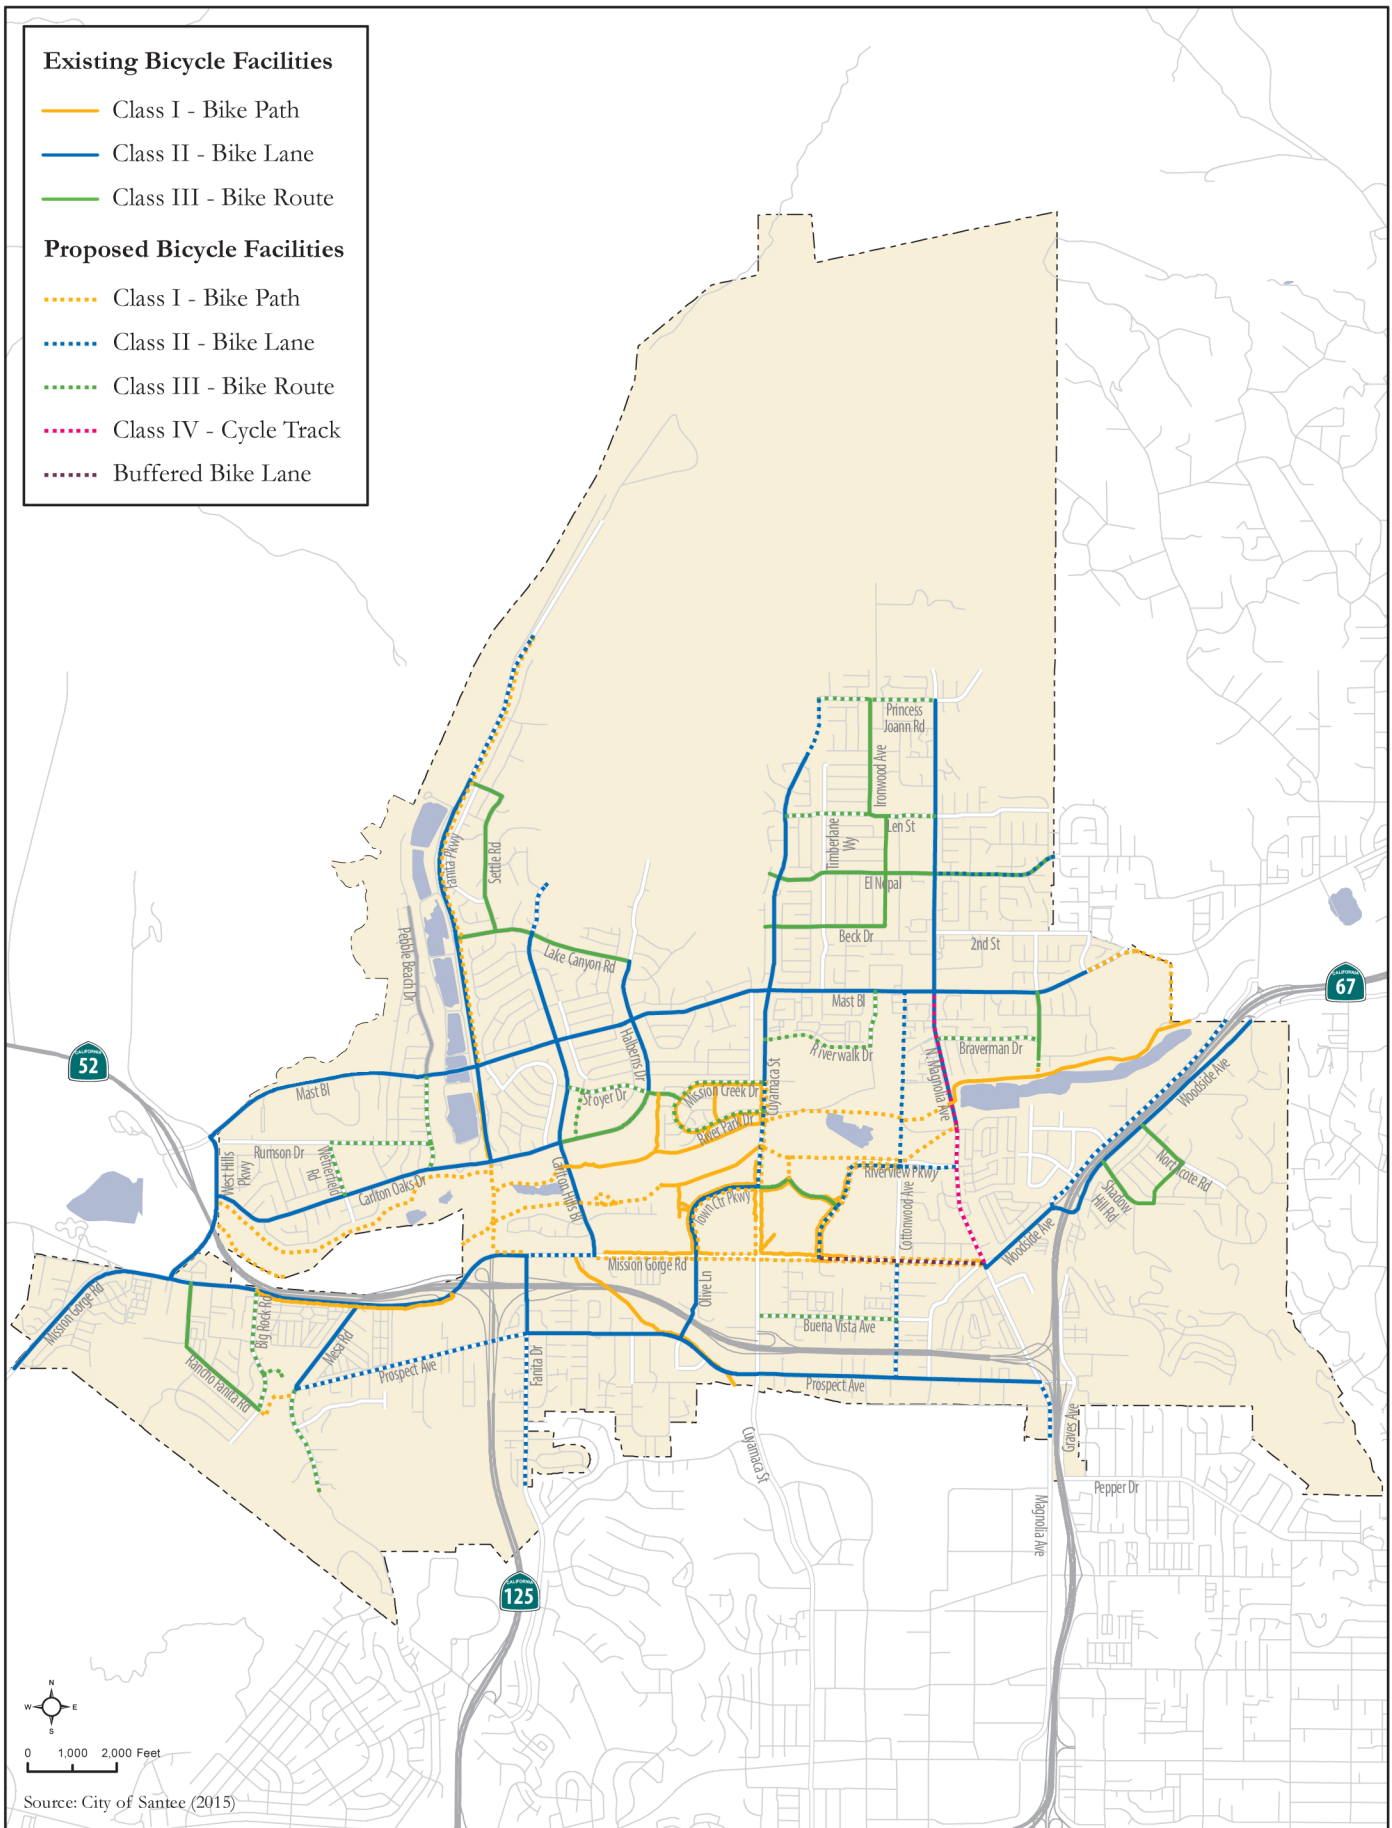 Existing Bicycle Facilities
Class I - Bike Path
Class II - Bike Lane
Class III - Bike Route
Proposed Bicycle Facilities
Class I - Bike Path
Class II - Bike Lane
Class III - Bike Route
Class IV - Cycle Track
Buffered Bike Lane
Princess
Joann Rd
Ironwood Ave
Timberlane
Wy
Len St
El Nopal
Beck Dr
2nd St
Fanita Pkwy
Settle Rd
Pebble Beach Dr
Lake Canyon Rd
CALIFORNIA
67
CALIFORNIA
52
Mast Bl
Mast Bl
Halberns Dr
Riverwalk Dr
Braverman Dr
N. Magnolia Ave
Cuyamaca St
Stoyer Dr
Mission Creek Dr
River Park Dr
Woodside Ave
Rumson Dr
West Hills
Pkwy
Wethersfield
Rd
Carlton Oaks Dr
Carlton Hills Bl
Town Ctr Pkwy
Riverview Pkwy
Cottonwood Ave
Northcote Rd
Shadow
Hill Rd
Woodside Ave
Mission Gorge Rd
Mission Gorge Rd
Olive Ln
Big Rock Rd
Mesa Rd
Rancho Fanita Rd
Prospect Ave
Fanita Dr
Buena Vista Ave
Prospect Ave
Cuyamaca St
Graves Ave
Magnolia Ave
Pepper Dr
CALIFORNIA
125
N
W E
S
0 1,000 2,000 Feet
Source: City of Santee (2015)